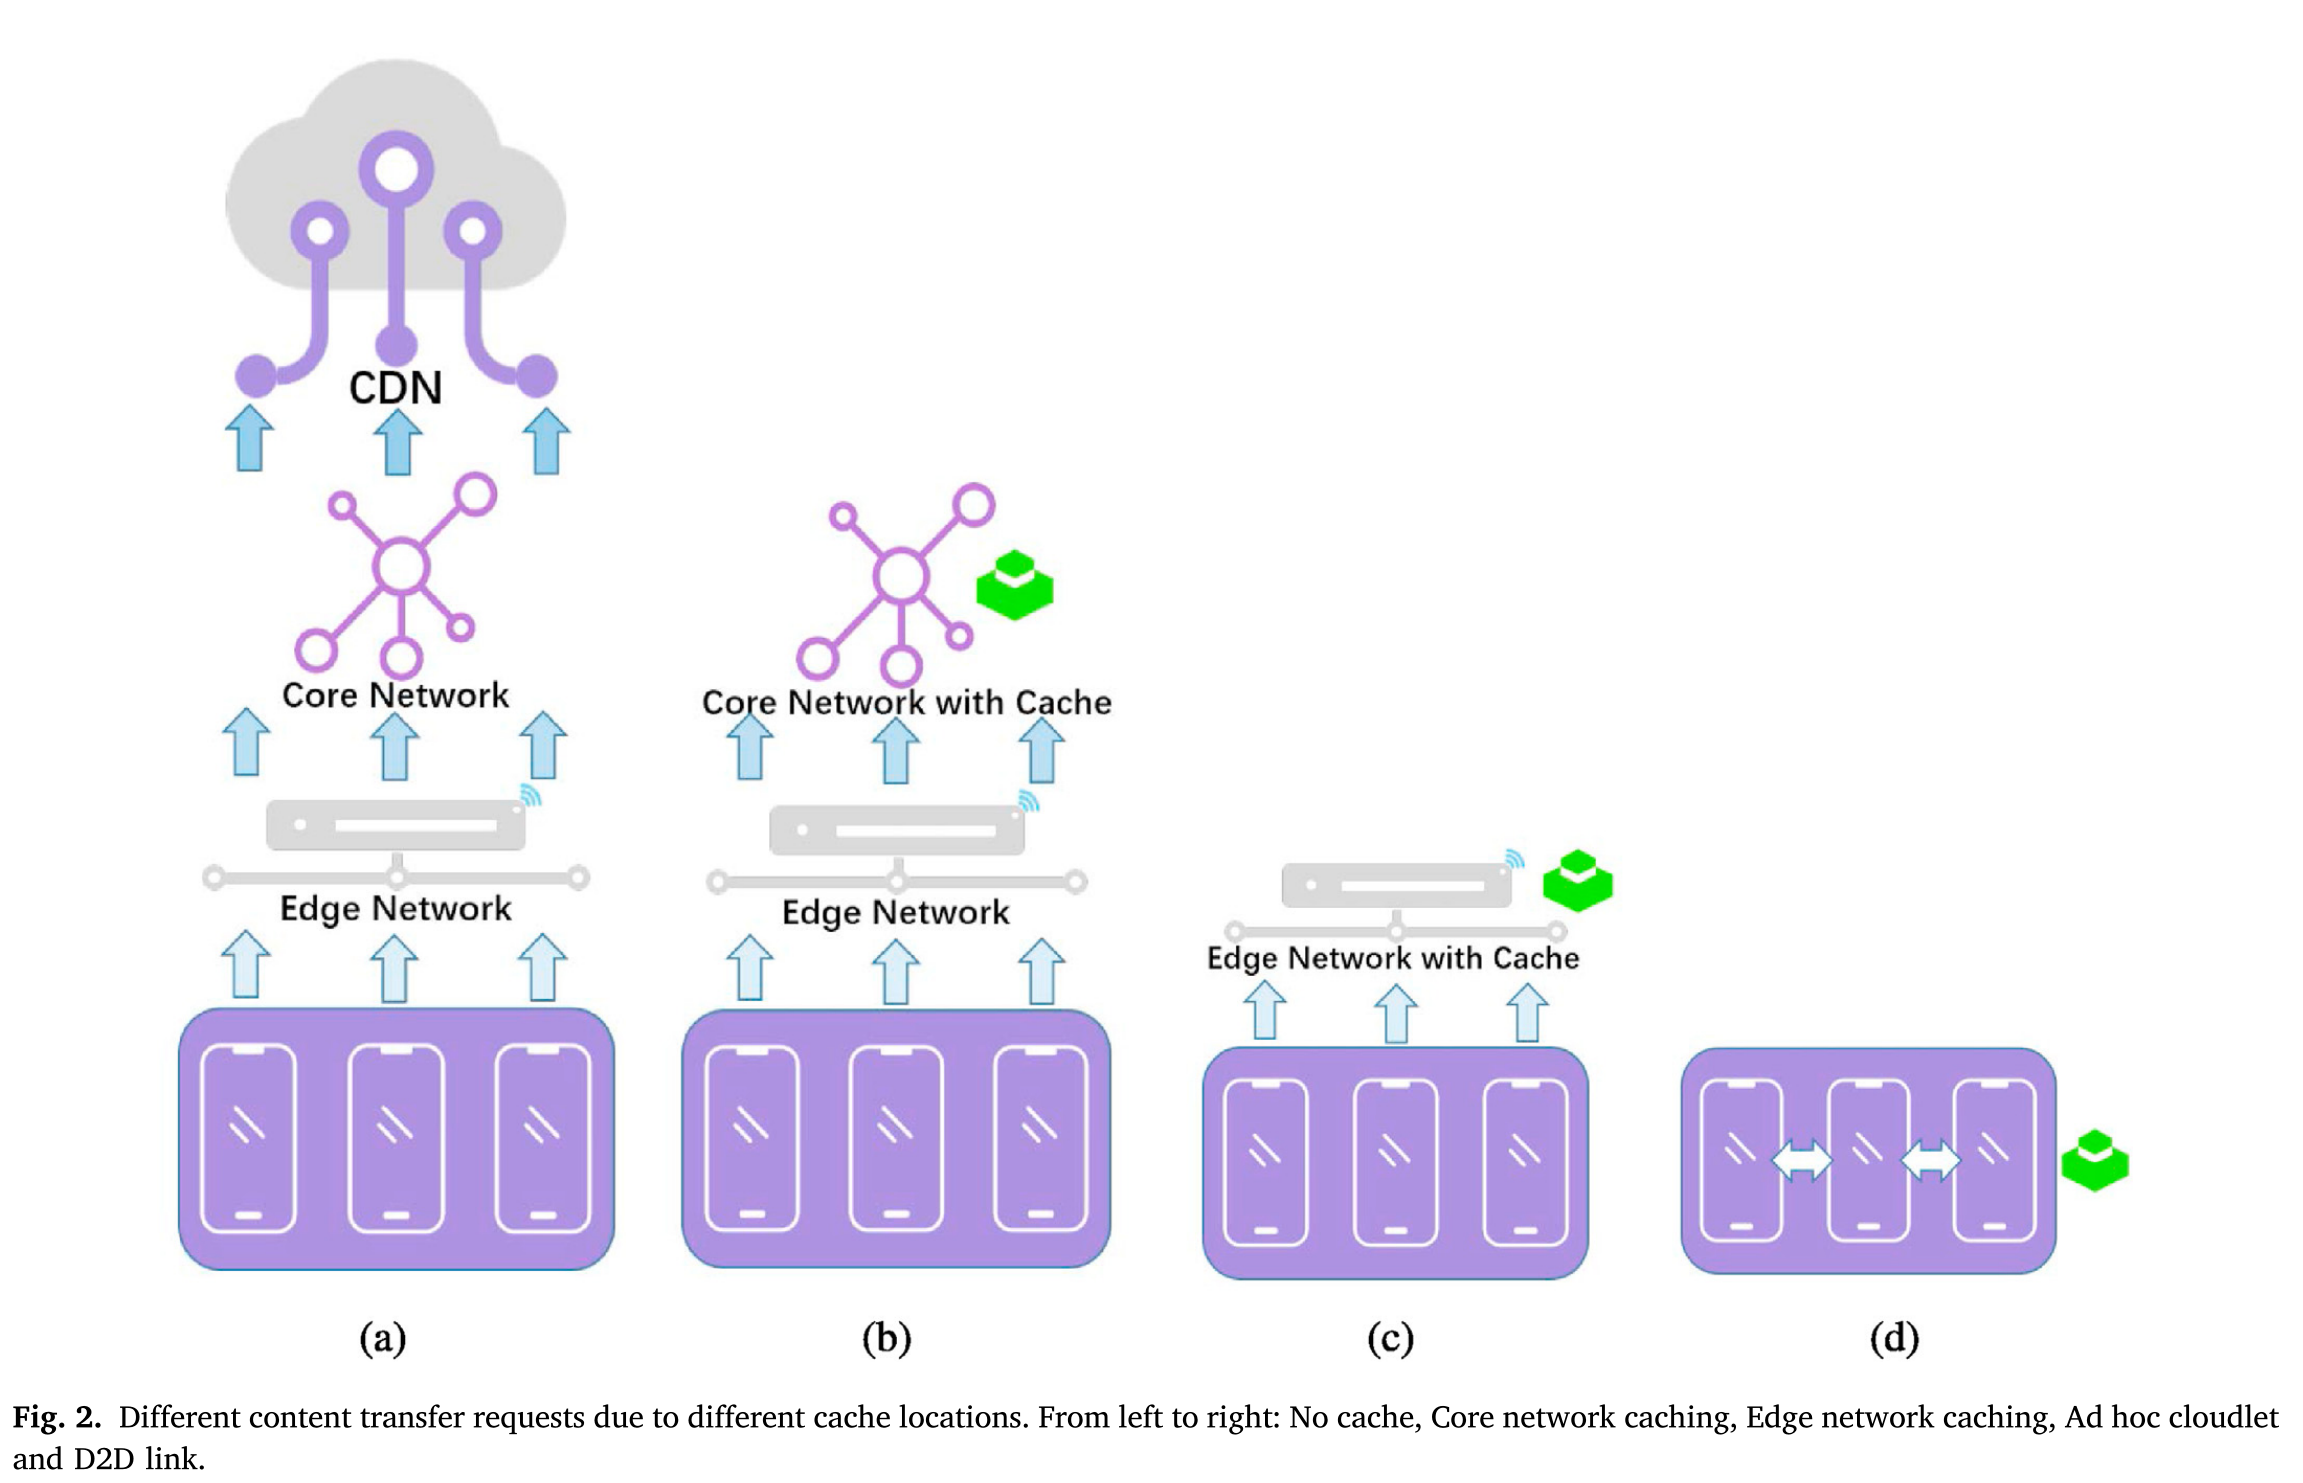 CDN
Core Network
Edge Network
Core Network with Cache
Edge Network
Edge Network with Cache
(a)
(b)
(c)
(d)
Fig. 2. Different content transfer requests due to different cache locations. From left to right: No cache, Core network caching, Edge network caching, Ad hoc cloudlet
and D2D link.